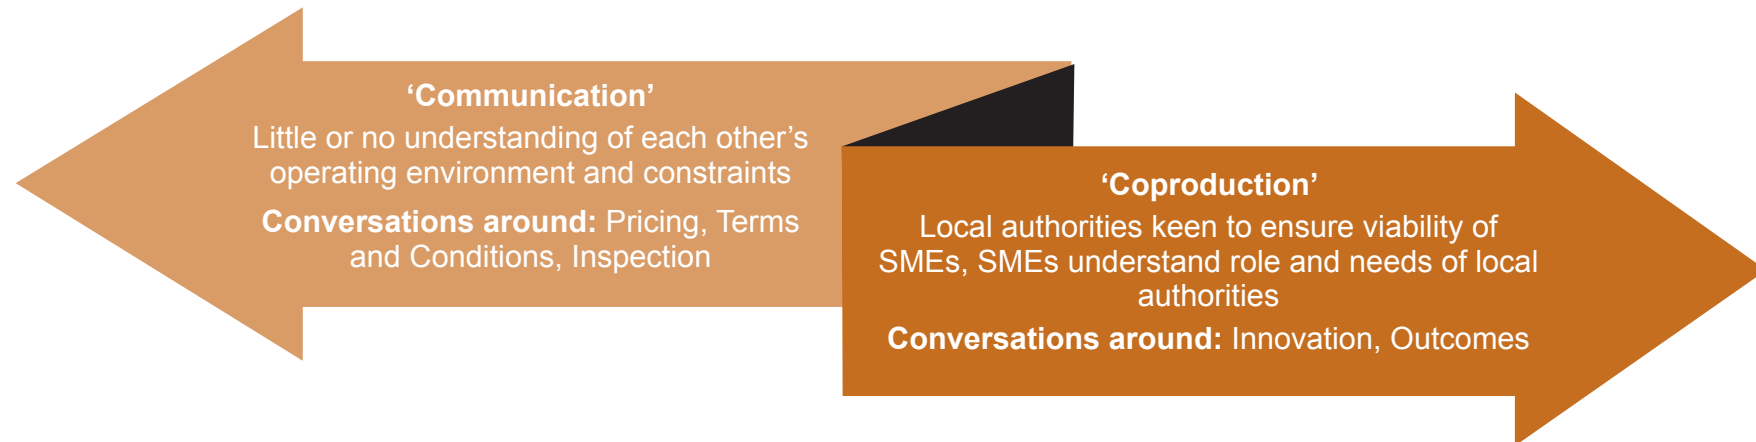 ‘Communication’
Little or no understanding of each other’s
operating environment and constraints
Conversations around: Pricing, Terms
and Conditions, Inspection
‘Coproduction’
Local authorities keen to ensure viability of
SMEs, SMEs understand role and needs of local
authorities
Conversations around: Innovation, Outcomes